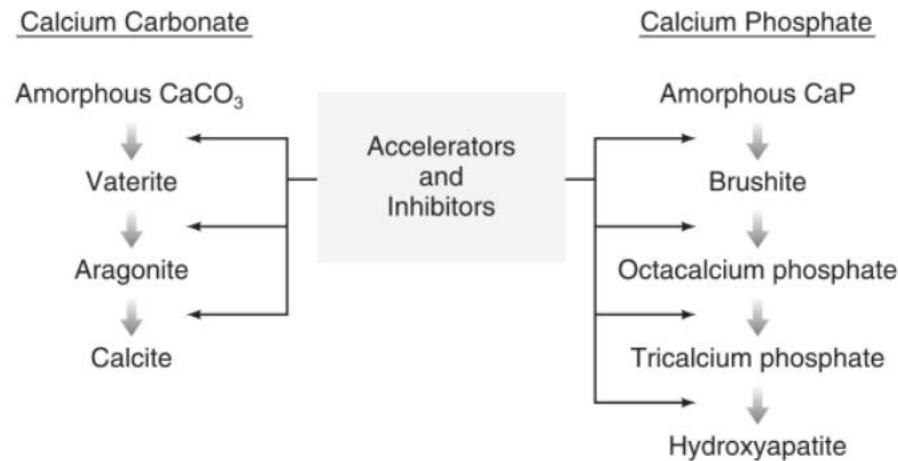 Calcium Carbonate
Amorphous CaCO₃
Vaterite
Aragonite
Calcite
Accelerators
and
Inhibitors
Calcium Phosphate
Amorphous CaP
Brushite
Octacalcium phosphate
Tricalcium phosphate
Hydroxyapatite